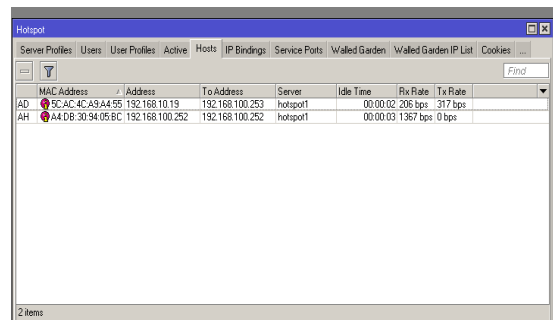 Hotspot
Server Profiles Users User Profiles Active Hosts IP Bindings Service Ports Walled Garden Walled Garden IP List Cookies ...
Find
MAC Address Address To Address Server Idle Time Rx Rate Tx Rate
AD 5C:AC:4C:A9:A4:55 192.168.10.19 192.168.100.253 hotspot1 00:00:02 206 bps 317 bps
AH A4:DB:30:94:05:BC 192.168.100.252 192.168.100.252 hotspot1 00:00:03 1367 bps 0 bps
2 items